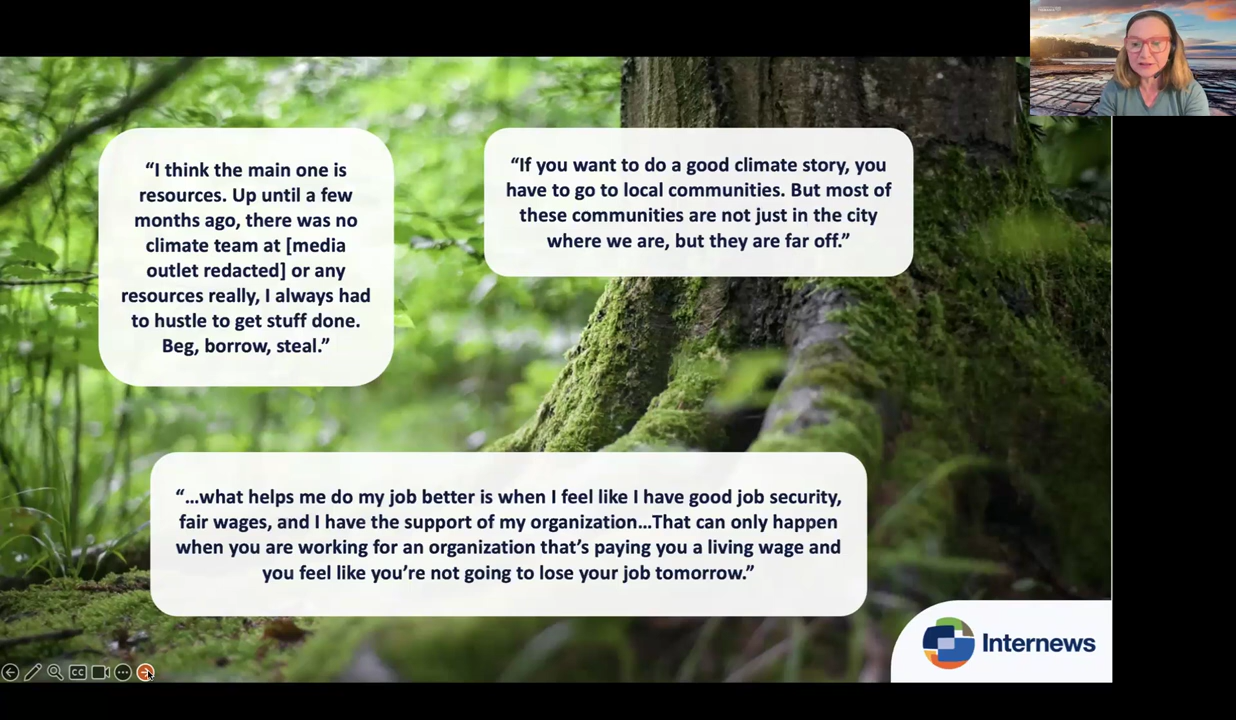 “I think the main one is
resources. Up until a few
months ago, there was no
climate team at [media
outlet redacted] or any
resources really, I always had
to hustle to get stuff done.
Beg, borrow, steal.”
“If you want to do a good climate story, you
have to go to local communities. But most of
these communities are not just in the city
where we are, but they are far off.”
“…what helps me do my job better is when I feel like I have good job security,
fair wages, and I have the support of my organization…That can only happen
when you are working for an organization that’s paying you a living wage and
you feel like you’re not going to lose your job tomorrow.”
CC
Internews